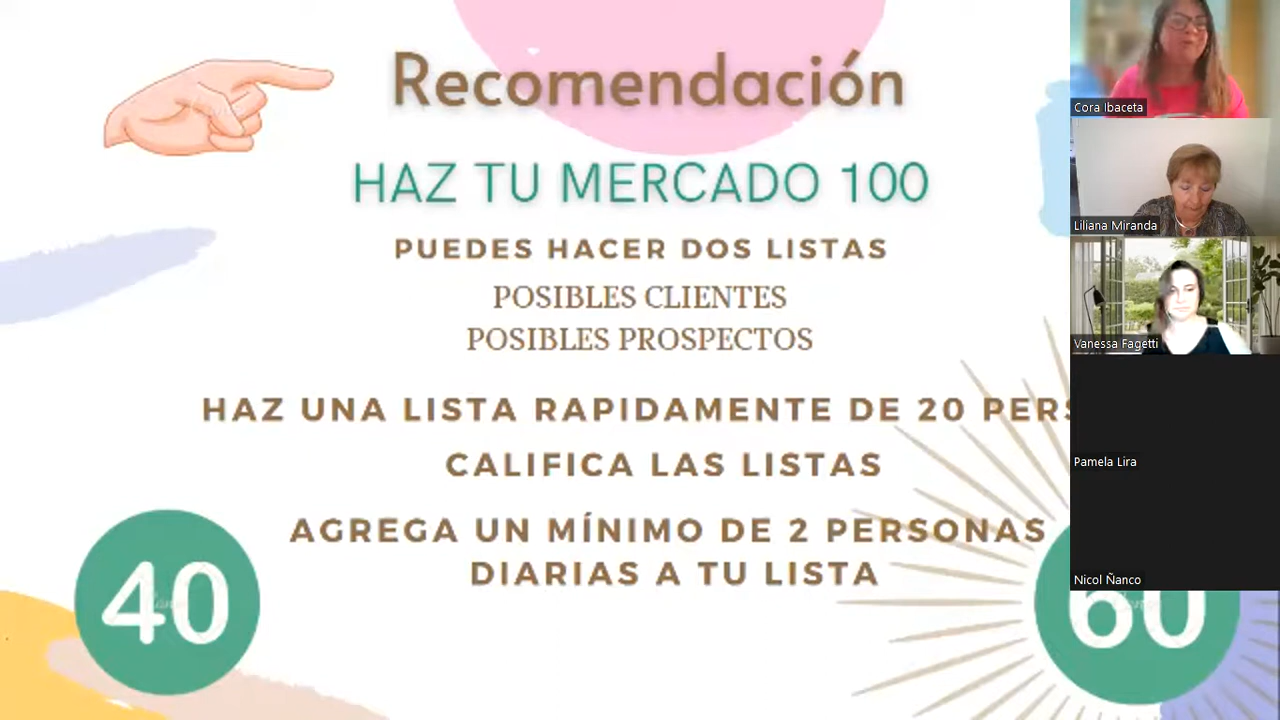 Recomendación
HAZ TU MERCADO 100
PUEDES HACER DOS LISTAS
POSIBLES CLIENTES
POSIBLES PROSPECTOS
HAZ UNA LISTA RAPIDAMENTE DE 20 PERS
CALIFICA LAS LISTAS
AGREGA UN MÍNIMO DE 2 PERSONAS
DIARIAS A TU LISTA
40
60
Cora Ibaceta
Liliana Miranda
Vanessa Fagetti
Pamela Lira
Nicol Ñanco